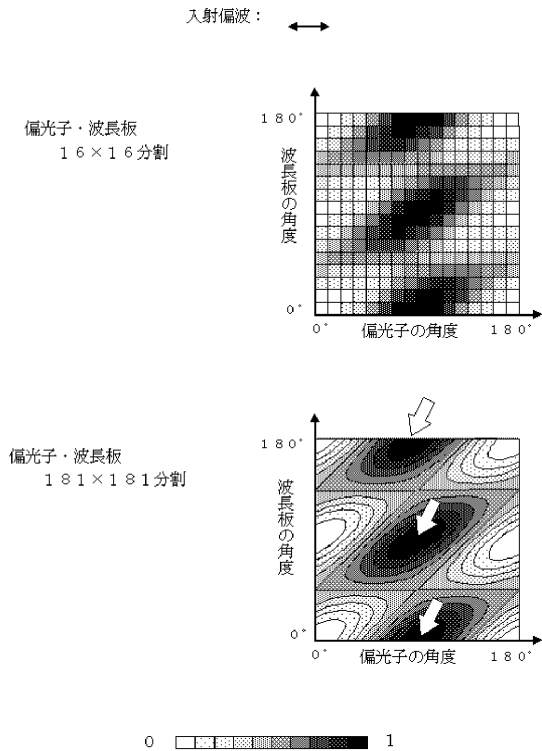 入射偏波：
１８０°
偏光子・波長板
１６×１６分割
波長板の角度
０°
０°
偏光子の角度
１８０°
１８０°
偏光子・波長板
１８１×１８１分割
波長板の角度
０°
０°
偏光子の角度
１８０°
0
1